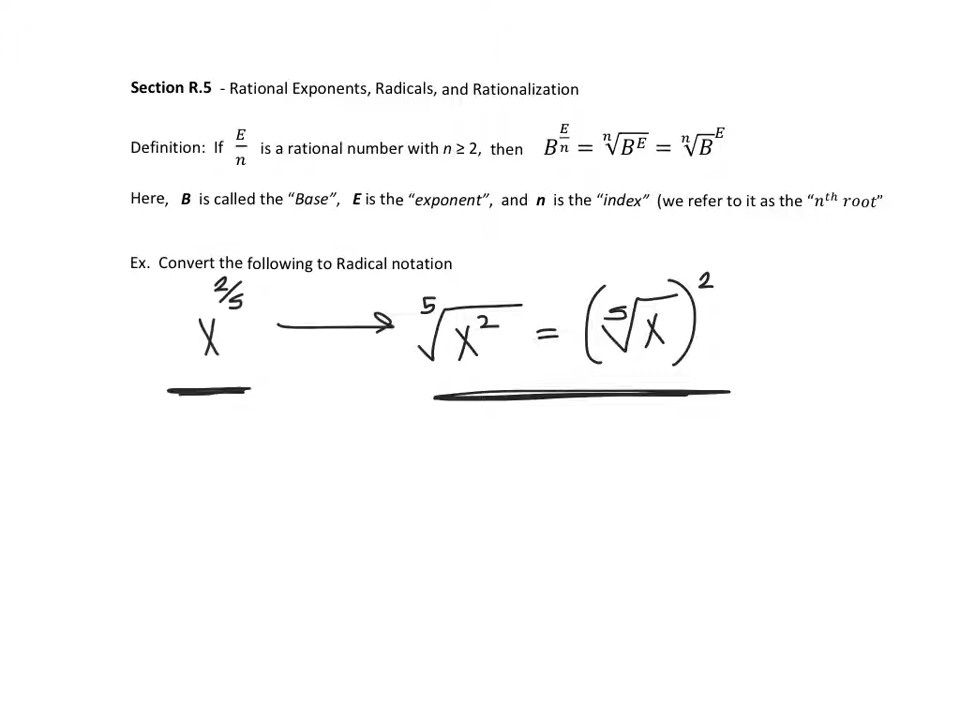 Section R.5 - Rational Exponents, Radicals, and Rationalization
Definition: If E/n is a rational number with n ≥ 2, then B^(E/n) = ⁿ√(B^E) = ⁿ√B^E
Here, B is called the “Base”, E is the “exponent”, and n is the “index” (we refer to it as the “nᵗʰ root”
Ex. Convert the following to Radical notation
x^(2/5) → ⁵√(x²) = (⁵√x)²